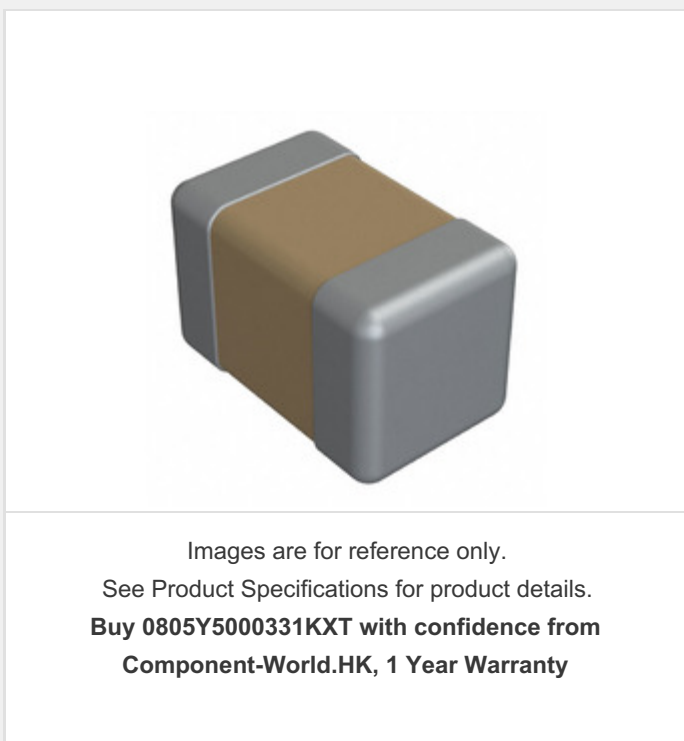 Images are for reference only.
See Product Specifications for product details.
Buy 0805Y5000331KXT with confidence from
Component-World.HK, 1 Year Warranty